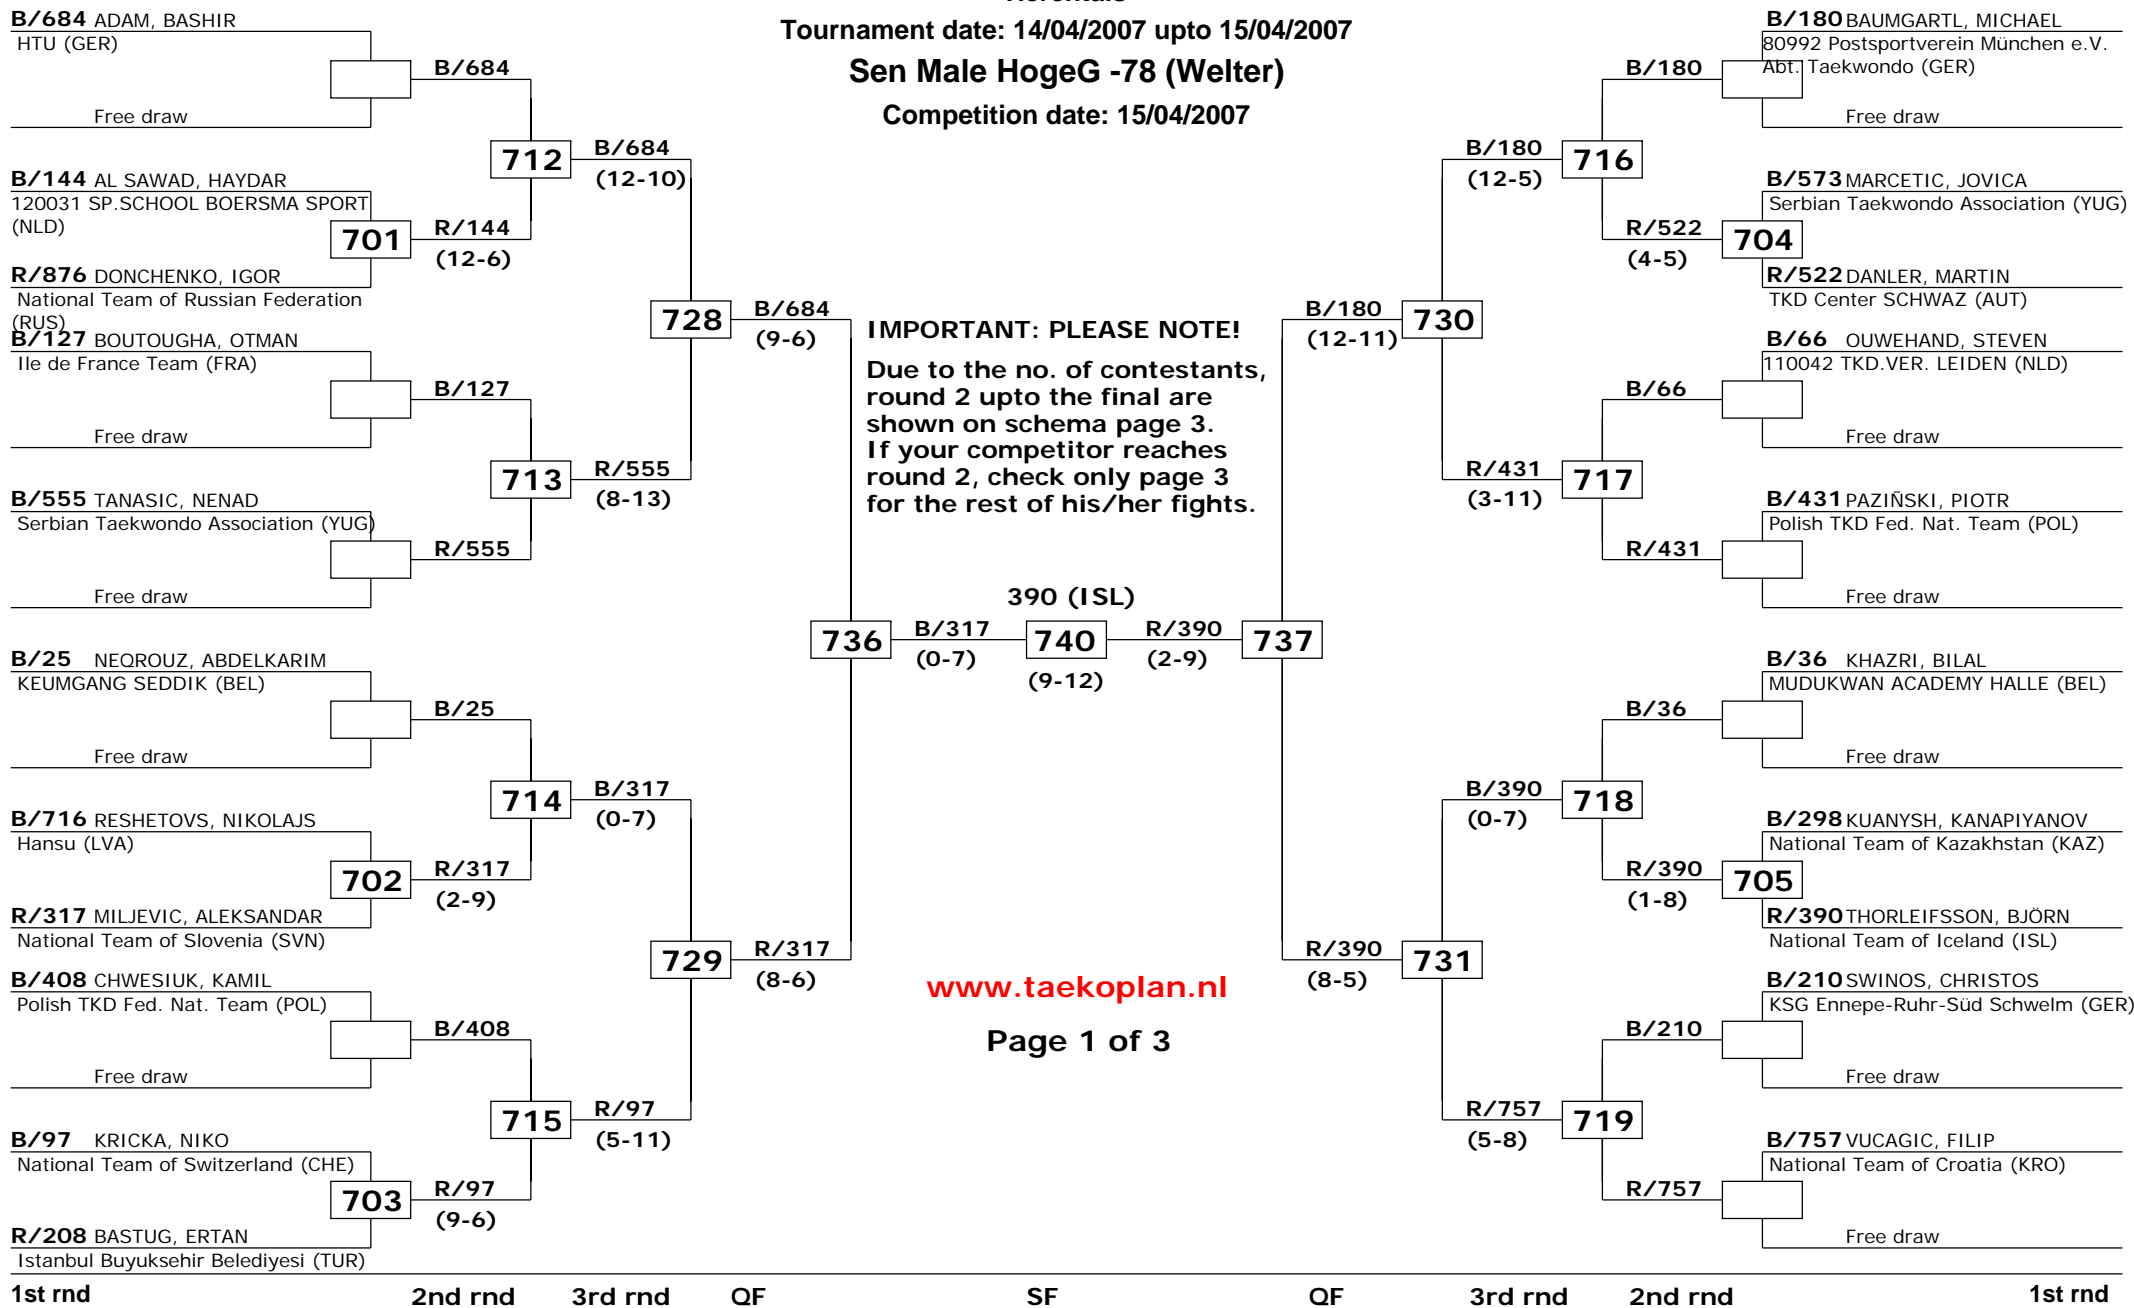 Tournament date: 14/04/2007 upto 15/04/2007
Sen Male HogeG -78 (Welter)
Competition date: 15/04/2007
B/684 ADAM, BASHIR
HTU (GER)
Free draw
B/684
712
B/684
(12-10)
B/144 AL SAWAD, HAYDAR
120031 SP.SCHOOL BOERSMA SPORT
(NLD)
701
R/144
(12-6)
R/876 DONCHENKO, IGOR
National Team of Russian Federation
(RUS)
728
B/684
(9-6)
B/127 BOUTOUGHA, OTMAN
Ile de France Team (FRA)
B/127
Free draw
713
R/555
(8-13)
B/555 TANASIC, NENAD
Serbian Taekwondo Association (YUG)
R/555
Free draw
736
B/317
(0-7)
B/25 NEQROUZ, ABDELKARIM
KEUMGANG SEDDIK (BEL)
B/25
Free draw
714
B/317
(0-7)
B/716 RESHETOVS, NIKOLAJS
Hansu (LVA)
702
R/317
(2-9)
R/317 MILJEVIC, ALEKSANDAR
National Team of Slovenia (SVN)
729
R/317
(8-6)
B/408 CHWESIUK, KAMIL
Polish TKD Fed. Nat. Team (POL)
B/408
Free draw
715
R/97
(5-11)
B/97 KRICKA, NIKO
National Team of Switzerland (CHE)
703
R/97
(9-6)
R/208 BASTUG, ERTAN
Istanbul Buyuksehir Belediyesi (TUR)
IMPORTANT: PLEASE NOTE!
Due to the no. of contestants,
round 2 upto the final are
shown on schema page 3.
If your competitor reaches
round 2, check only page 3
for the rest of his/her fights.
390 (ISL)
740
(9-12)
www.taekoplan.nl
Page 1 of 3
B/180 BAUMGARTL, MICHAEL
80992 Postsportverein München e.V.
Abt. Taekwondo (GER)
B/180
Free draw
B/180
(12-5)
716
B/573 MARCETIC, JOVICA
Serbian Taekwondo Association (YUG)
R/522
(4-5)
704
R/522 DANLER, MARTIN
TKD Center SCHWAZ (AUT)
B/180
(12-11)
730
B/66 OUWEHAND, STEVEN
110042 TKD.VER. LEIDEN (NLD)
B/66
Free draw
R/431
(3-11)
717
B/431 PAZIÑSKI, PIOTR
Polish TKD Fed. Nat. Team (POL)
R/431
Free draw
R/390
(2-9)
737
B/36 KHAZRI, BILAL
MUDUKWAN ACADEMY HALLE (BEL)
B/36
Free draw
B/390
(0-7)
718
B/298 KUANYSH, KANAPIYANOV
National Team of Kazakhstan (KAZ)
R/390
(1-8)
705
R/390 THORLEIFSSON, BJÖRN
National Team of Iceland (ISL)
R/390
(8-5)
731
B/210 SWINOS, CHRISTOS
KSG Ennepe-Ruhr-Süd Schwelm (GER)
B/210
Free draw
R/757
(5-8)
719
B/757 VUCAGIC, FILIP
National Team of Croatia (KRO)
R/757
Free draw
1st rnd 2nd rnd 3rd rnd QF SF QF 3rd rnd 2nd rnd 1st rnd